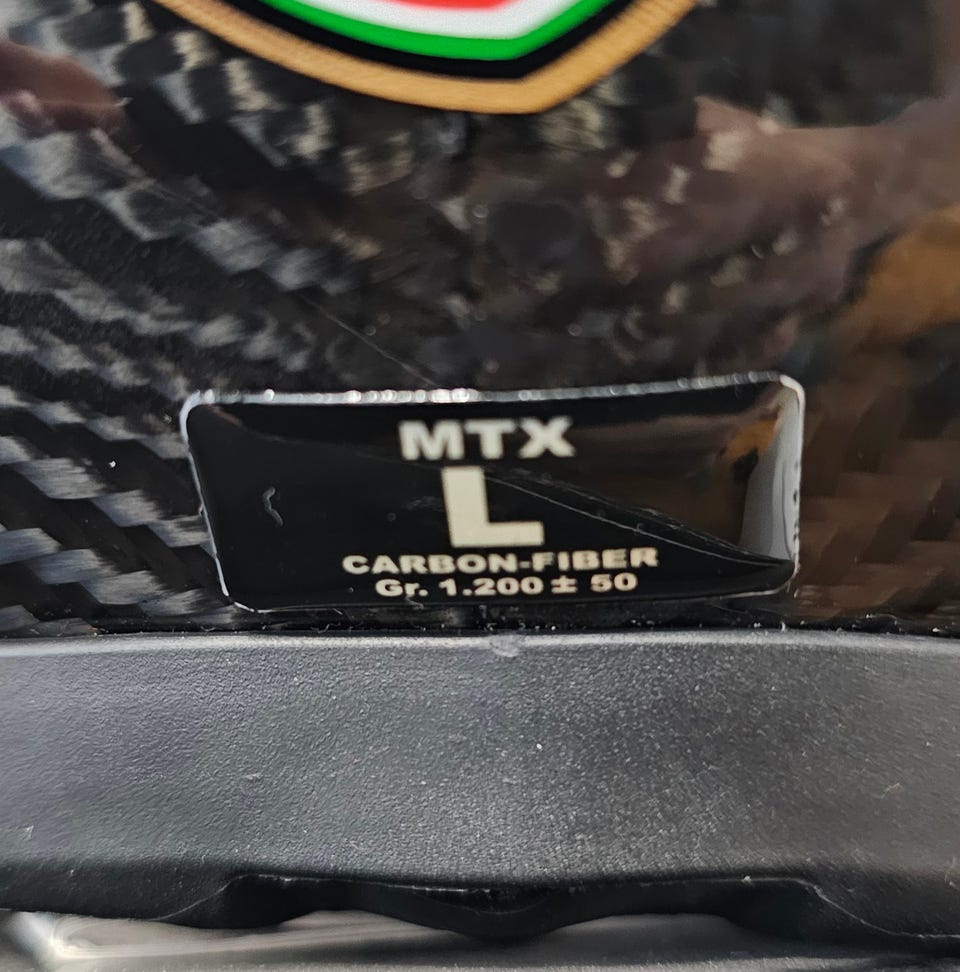 MTX
L
CARBON-FIBER
Gr. 1.200 ± 50